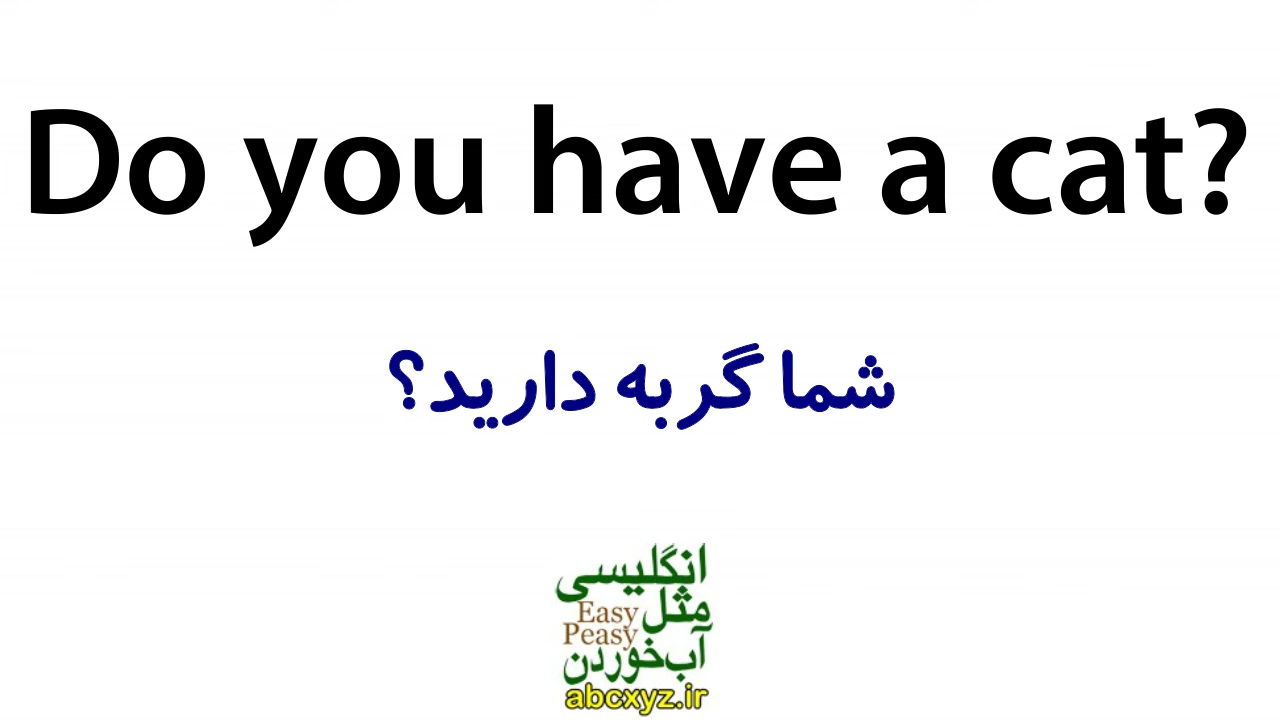 Do you have a cat?
شما گربه دارید؟
انگلیسی
مثل
Easy
Peasy
آب‌خوردن
abcxyz.ir